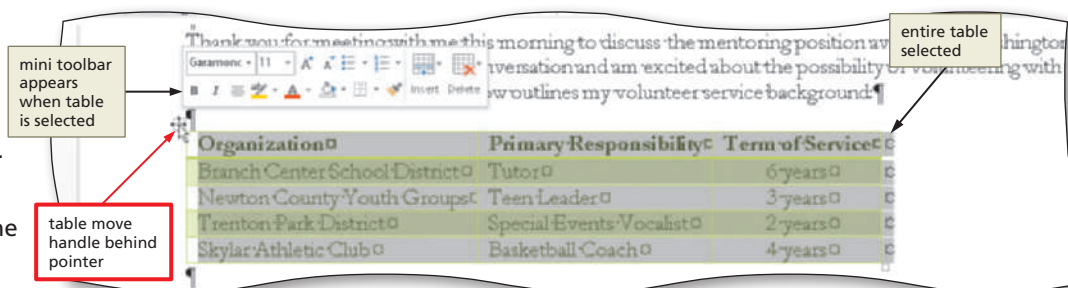 Thank you for meeting with me this morning to discuss the mentoring position av
hington
entire table
selected
mini toolbar
appears
when table
is selected
Garamonc 11 A A
nversation and am excited about the possibility of volunteering with
B I Insert Delete
w outlines my volunteer service background.¶
¶
Organization Primary Responsibility Term of Service
Branch Center School District Tutor 6 years
Newton County Youth Groups Teen Leader 3 years
Trenton Park District Special Events Vocalist 2 years
Skylar Athletic Club Basketball Coach 4 years
¶
ne
table move
handle behind
pointer